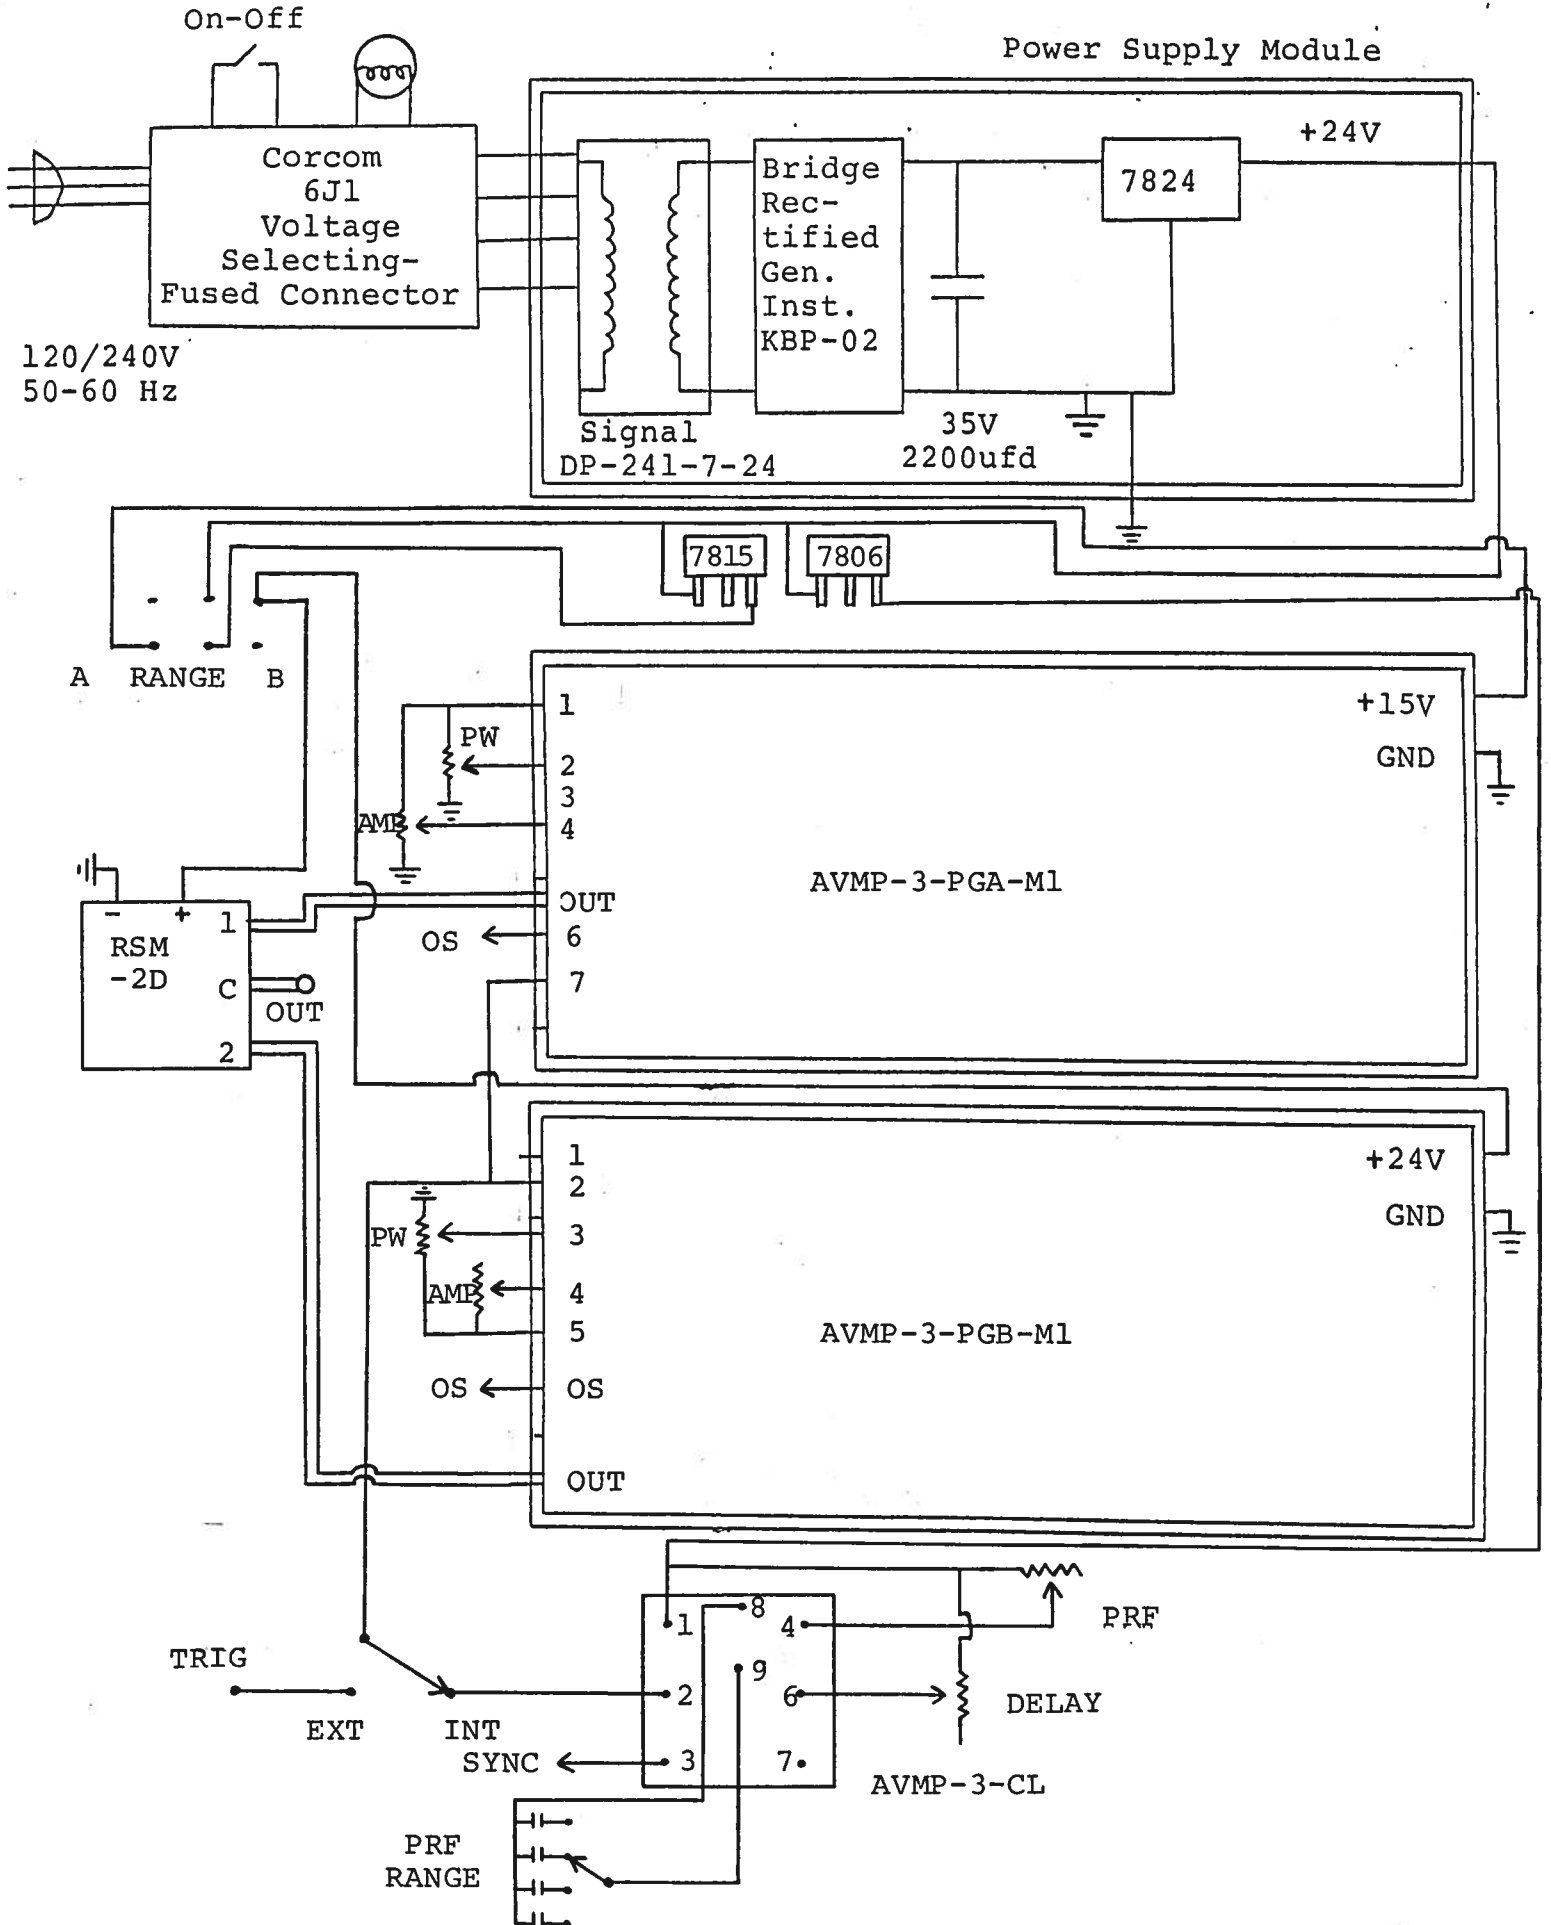 On-Off
Power Supply Module
Corcom
6J1
Voltage
Selecting-
Fused Connector
120/240V
50-60 Hz
Bridge
Rec-
tified
Gen.
Inst.
KBP-02
7824
+24V
Signal
DP-241-7-24
35V
2200ufd
7815
7806
A RANGE B
1
PW
2
3
AMP
4
OUT
OS
6
7
+15V
GND
AVMP-3-PGA-M1
- +
RSM
-2D
1
C
2
OUT
1
2
PW
3
AMP
4
5
OS
OS
OUT
+24V
GND
AVMP-3-PGB-M1
TRIG
EXT
INT
SYNC
1
2
3
8
9
4
6
7
PRF
DELAY
AVMP-3-CL
PRF
RANGE